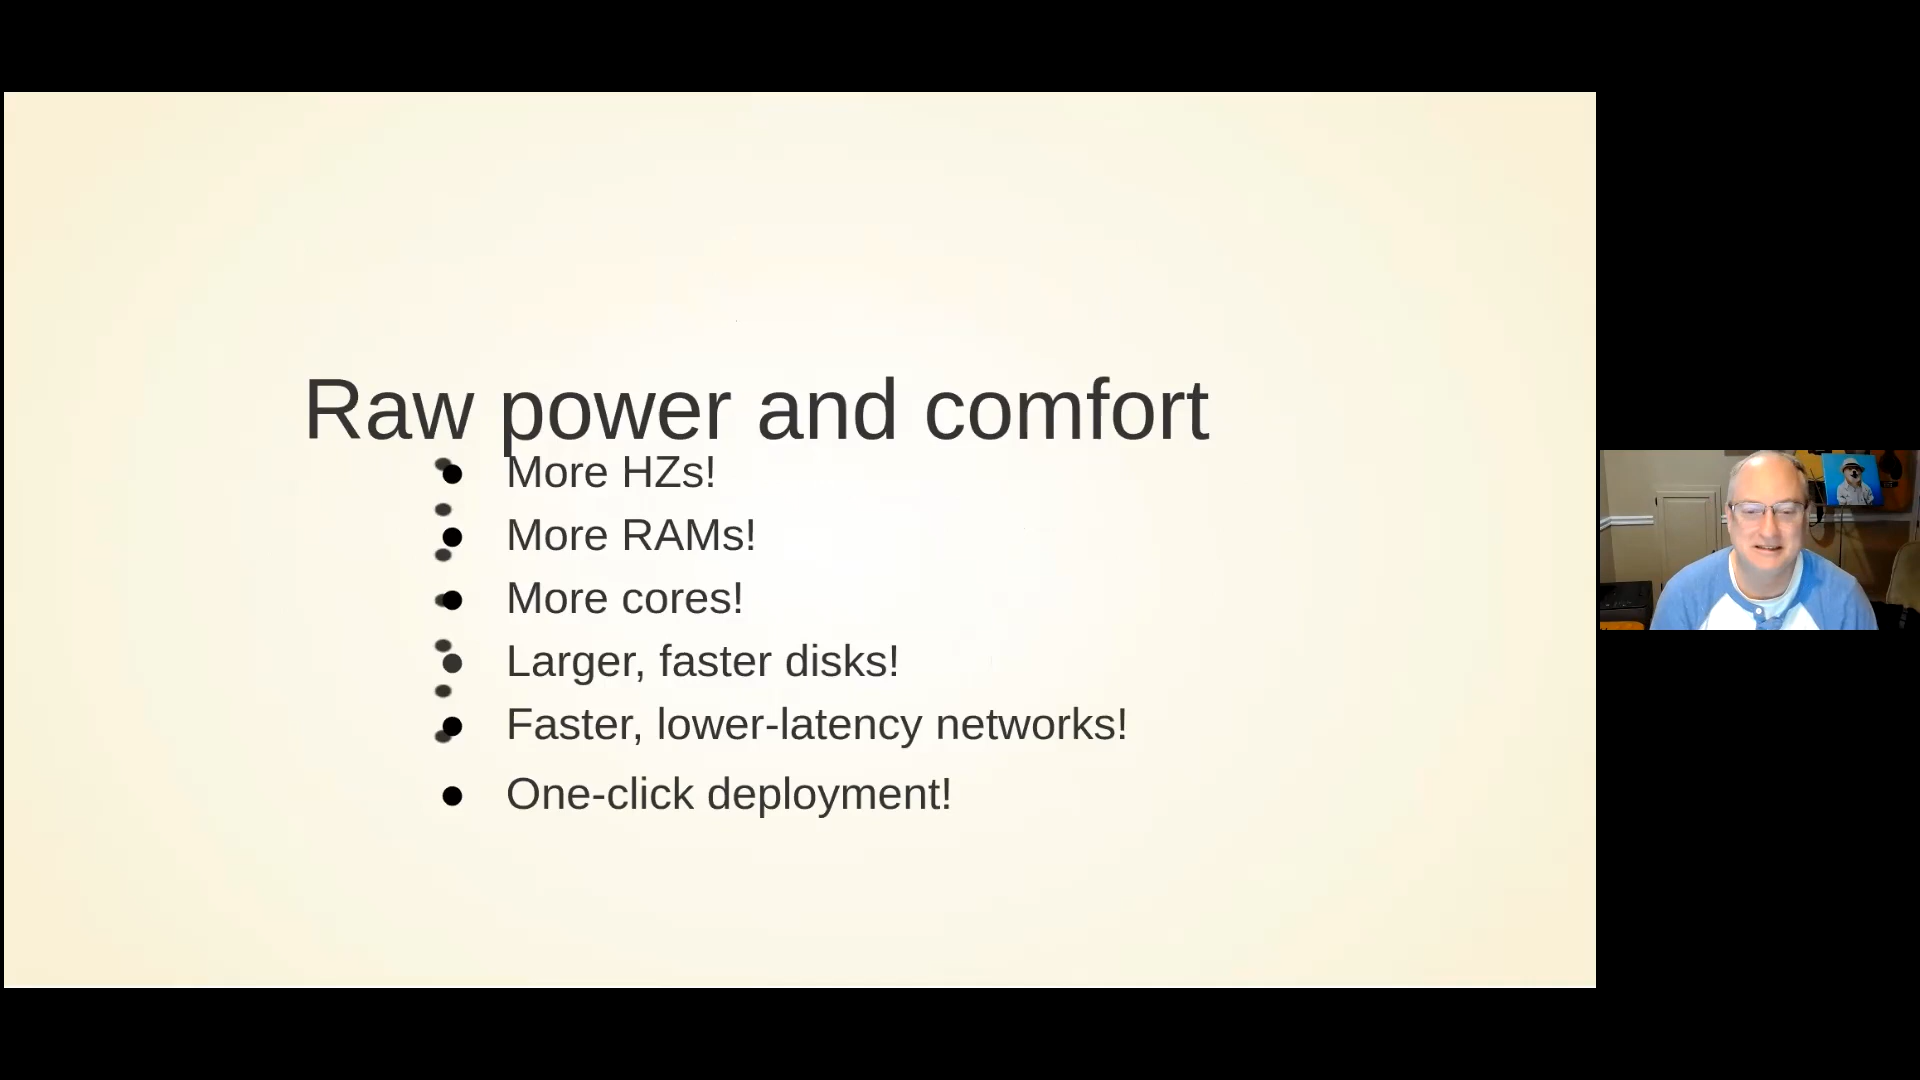 Raw power and comfort
● More HZs!
● More RAMs!
● More cores!
● Larger, faster disks!
● Faster, lower-latency networks!
● One-click deployment!